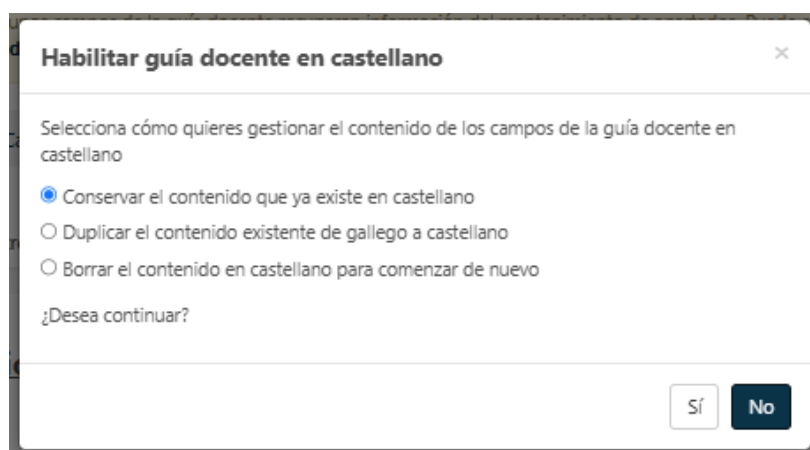 Habilitar guía docente en castellano
×
Selecciona cómo quieres gestionar el contenido de los campos de la guía docente en
castellano
Conservar el contenido que ya existe en castellano
Duplicar el contenido existente de gallego a castellano
Borrar el contenido en castellano para comenzar de nuevo
¿Desea continuar?
Sí No